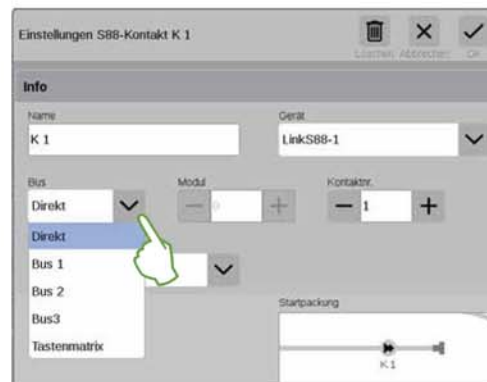 Einstellungen S88-Kontakt K 1
Löschen Abbrechen OK
Info
Name
Gerät
K 1
LinkS88-1
Bus
Modul
Kontaktnr.
Direkt
0
1
Direkt
Bus 1
Bus 2
Bus3
Tastenmatrix
Startpackung
K 1